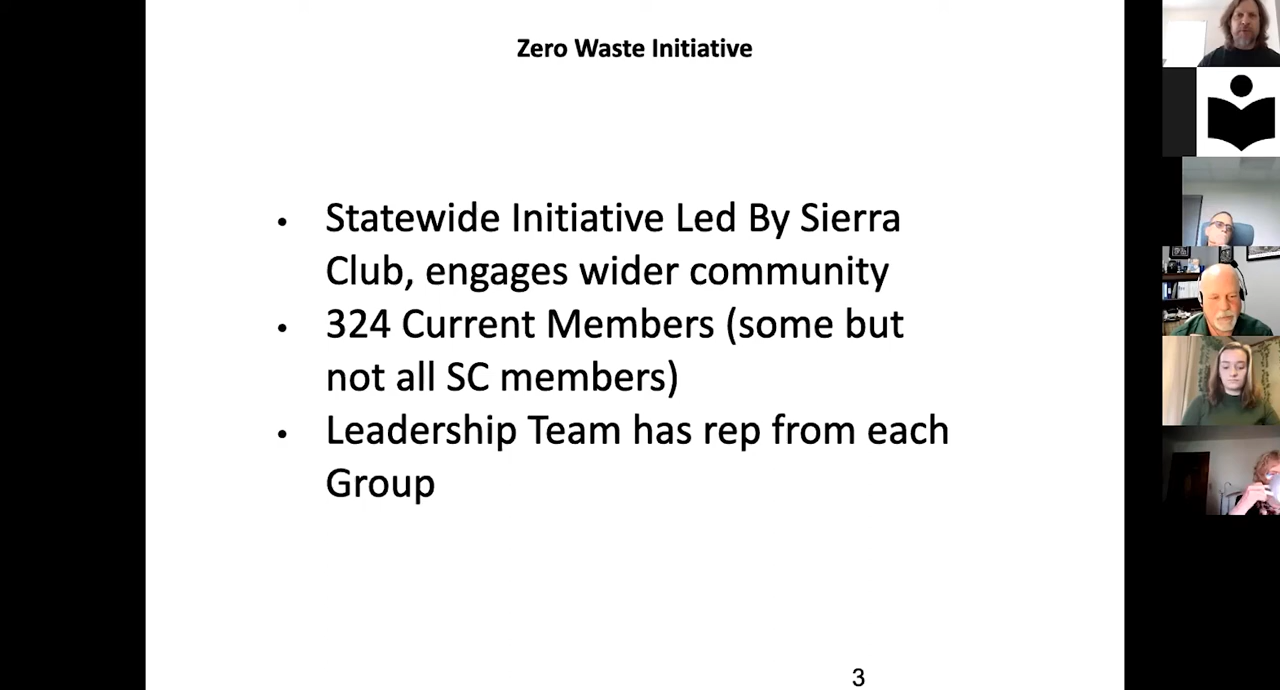 Zero Waste Initiative
• Statewide Initiative Led By Sierra
Club, engages wider community
• 324 Current Members (some but
not all SC members)
• Leadership Team has rep from each
Group
3